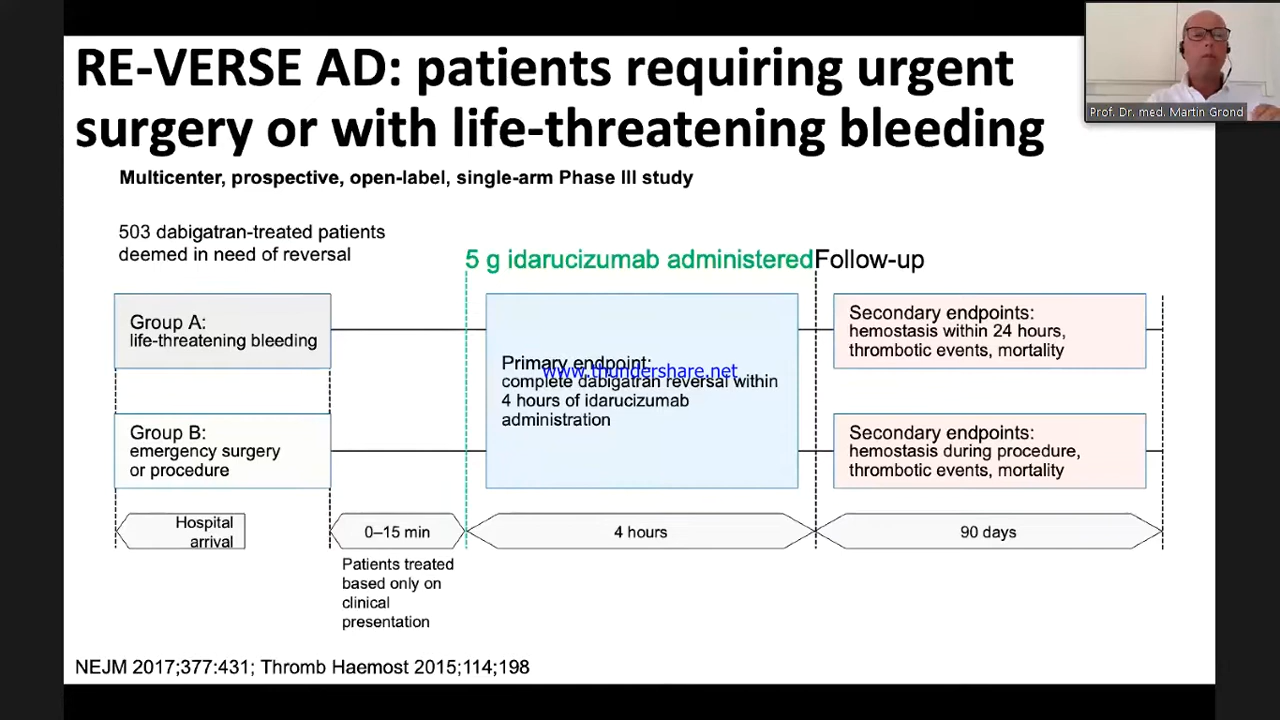 RE-VERSE AD: patients requiring urgent
surgery or with life-threatening bleeding
Prof. Dr. med. Martin Grond
Multicenter, prospective, open-label, single-arm Phase III study
503 dabigatran-treated patients
deemed in need of reversal
5 g idarucizumab administered
Follow-up
Group A:
life-threatening bleeding
Primary endpoint:
complete dabigatran reversal within
4 hours of idarucizumab
administration
www.thundershare.net
Secondary endpoints:
hemostasis within 24 hours,
thrombotic events, mortality
Group B:
emergency surgery
or procedure
Secondary endpoints:
hemostasis during procedure,
thrombotic events, mortality
Hospital
arrival
0–15 min
4 hours
90 days
Patients treated
based only on
clinical
presentation
NEJM 2017;377:431; Thromb Haemost 2015;114;198